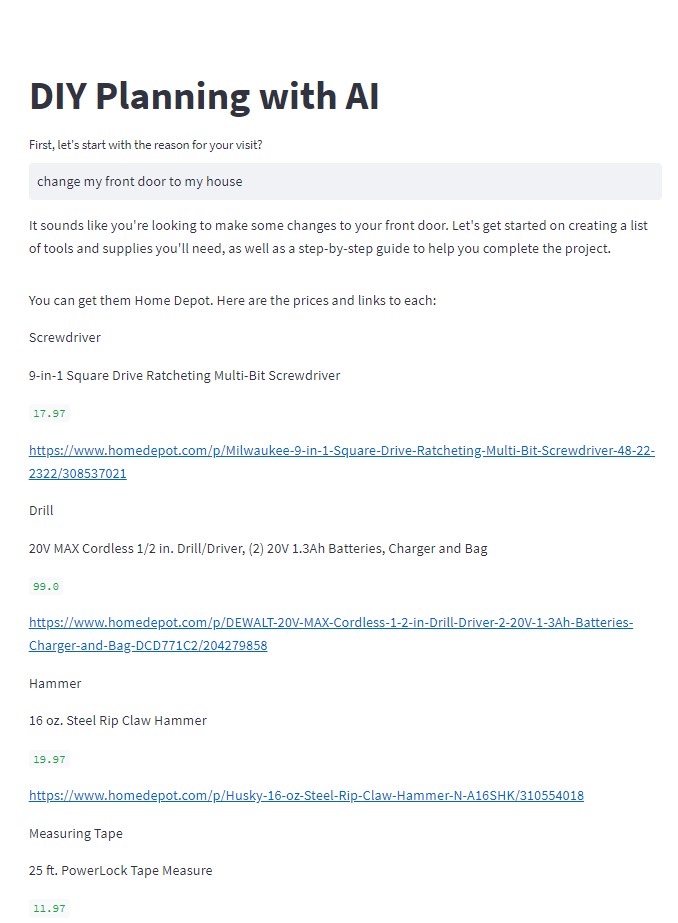 DIY Planning with AI
First, let's start with the reason for your visit?
change my front door to my house
It sounds like you're looking to make some changes to your front door. Let's get started on creating a list
of tools and supplies you'll need, as well as a step-by-step guide to help you complete the project.
You can get them Home Depot. Here are the prices and links to each:
Screwdriver
9-in-1 Square Drive Ratcheting Multi-Bit Screwdriver
17.97
https://www.homedepot.com/p/Milwaukee-9-in-1-Square-Drive-Ratcheting-Multi-Bit-Screwdriver-48-22-
2322/308537021
Drill
20V MAX Cordless 1/2 in. Drill/Driver, (2) 20V 1.3Ah Batteries, Charger and Bag
99.0
https://www.homedepot.com/p/DEWALT-20V-MAX-Cordless-1-2-in-Drill-Driver-2-20V-1-3Ah-Batteries-
Charger-and-Bag-DCD771C2/204279858
Hammer
16 oz. Steel Rip Claw Hammer
19.97
https://www.homedepot.com/p/Husky-16-oz-Steel-Rip-Claw-Hammer-N-A16SHK/310554018
Measuring Tape
25 ft. PowerLock Tape Measure
11.97